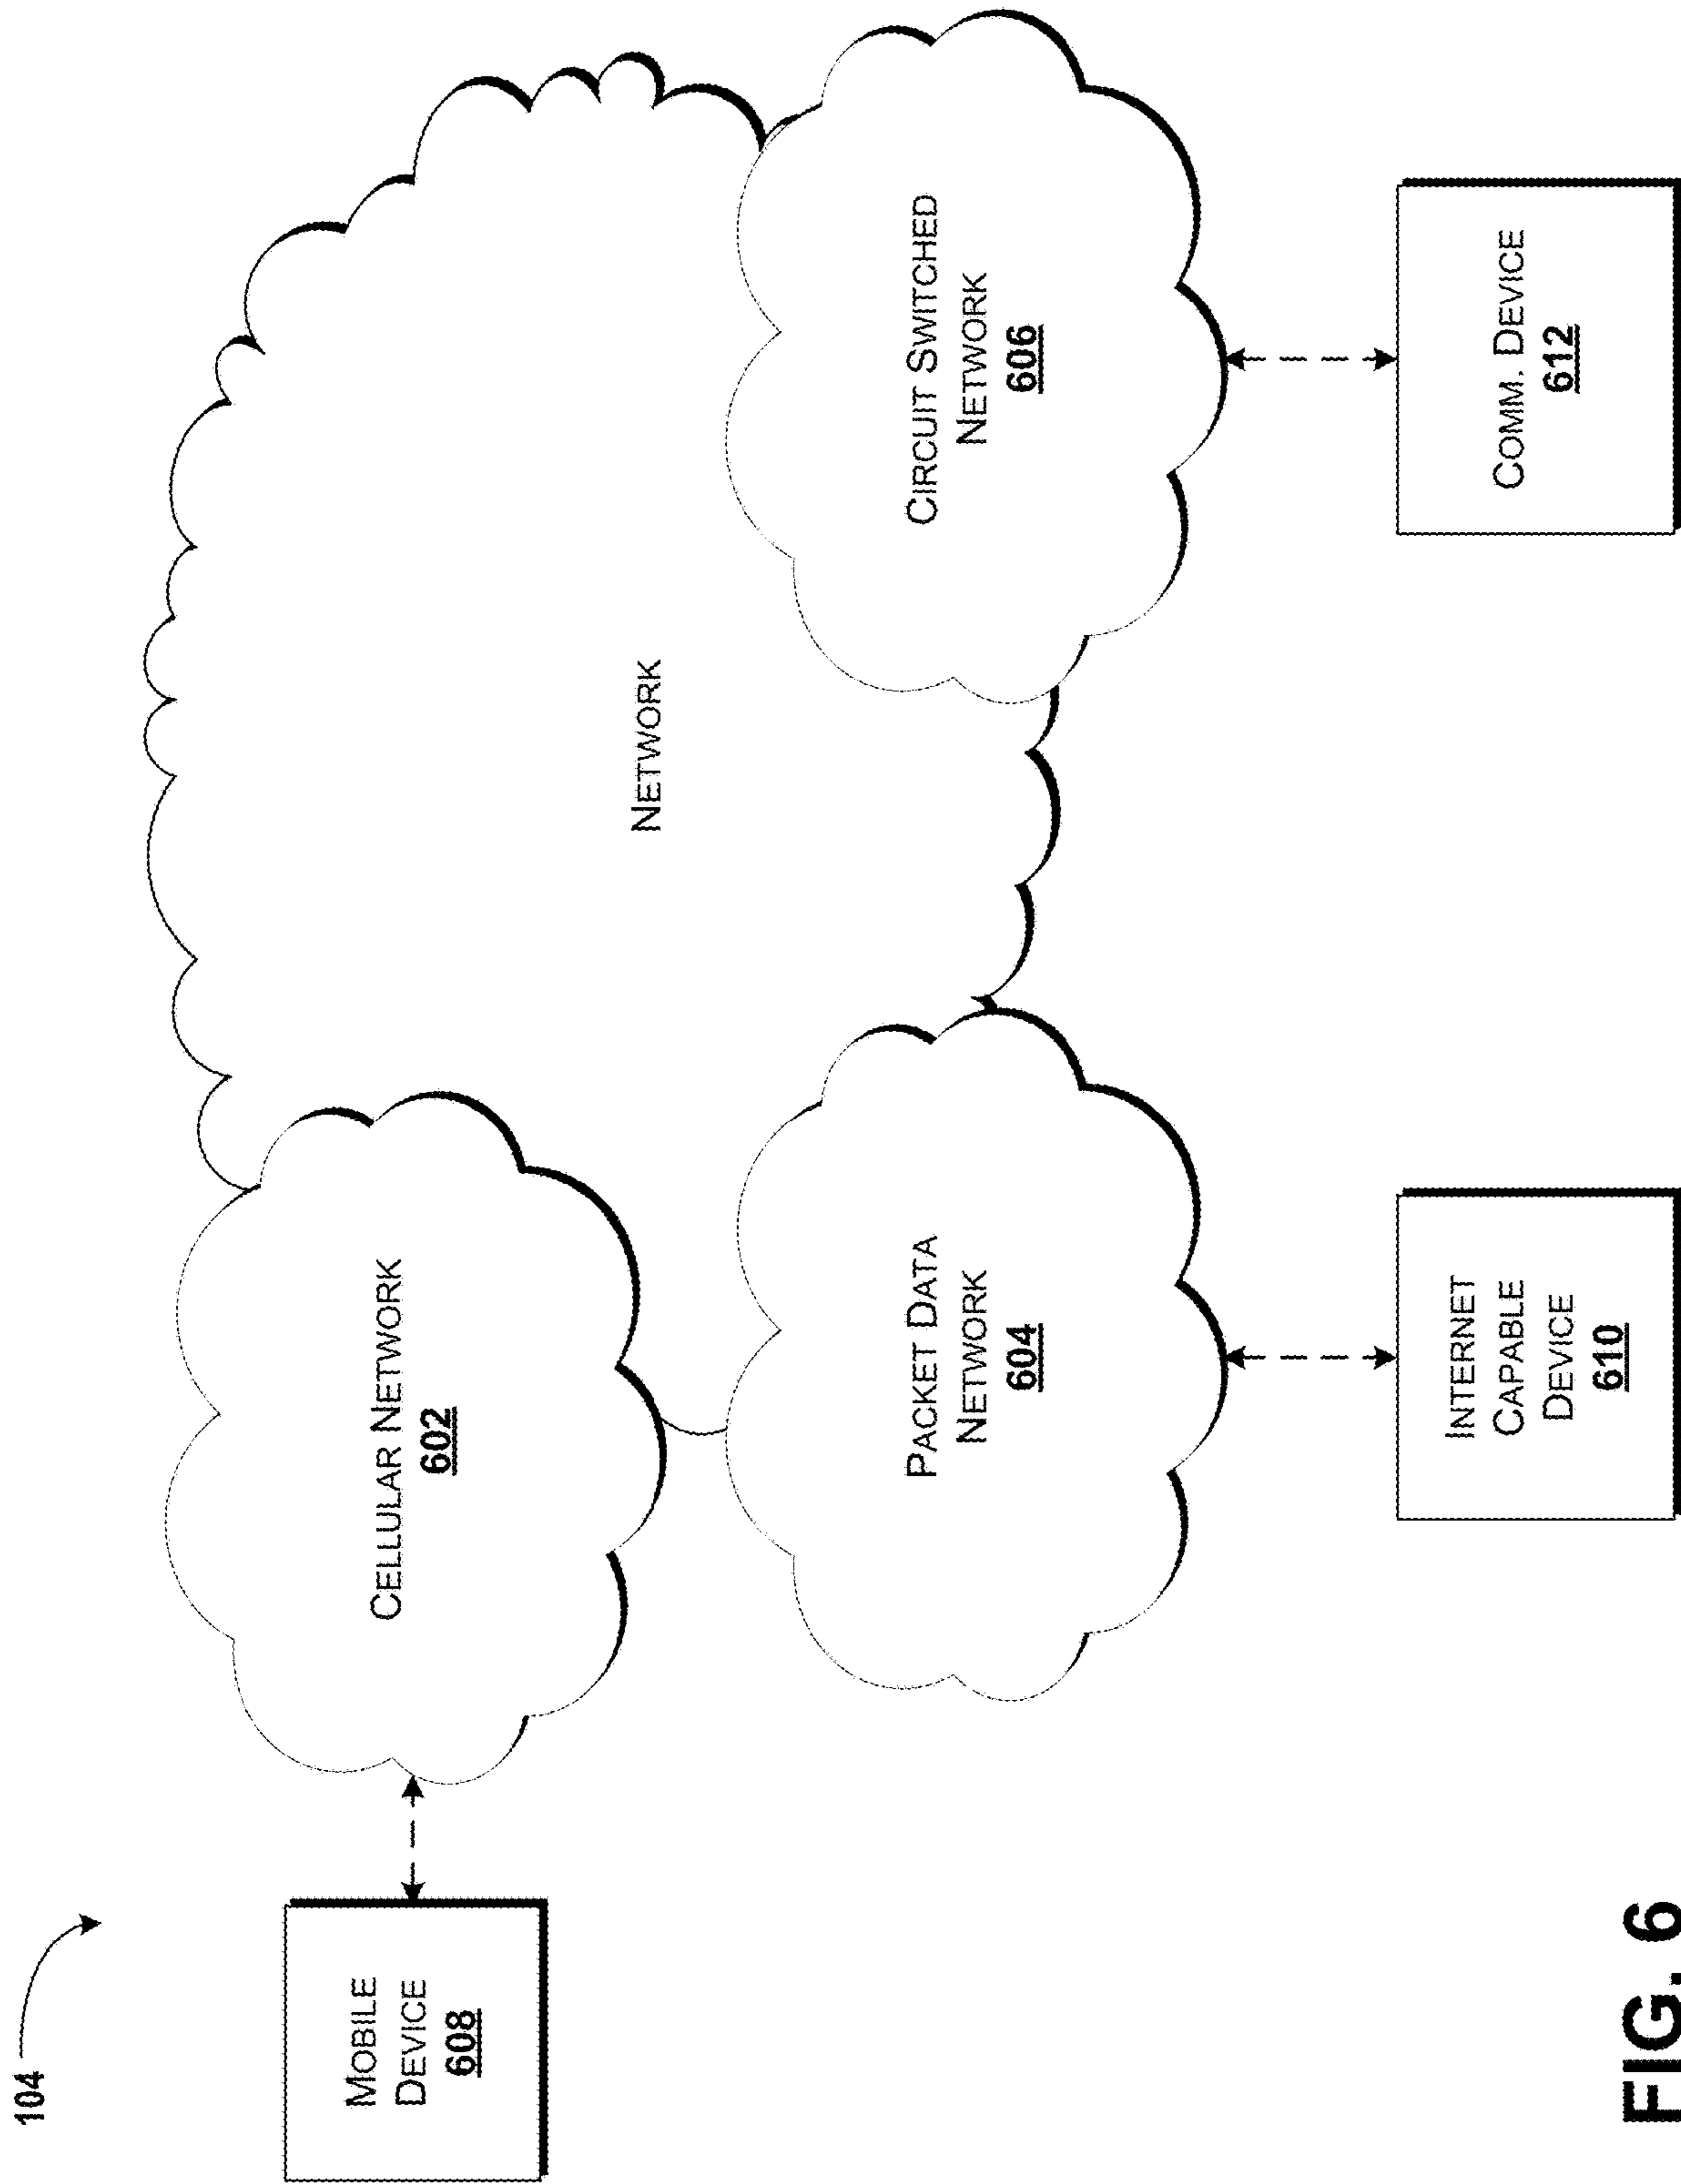 104
MOBILE
DEVICE
608
CELLULAR NETWORK
602
NETWORK
PACKET DATA
NETWORK
604
CIRCUIT SWITCHED
NETWORK
606
INTERNET
CAPABLE
DEVICE
610
COMM. DEVICE
612
FIG. 6